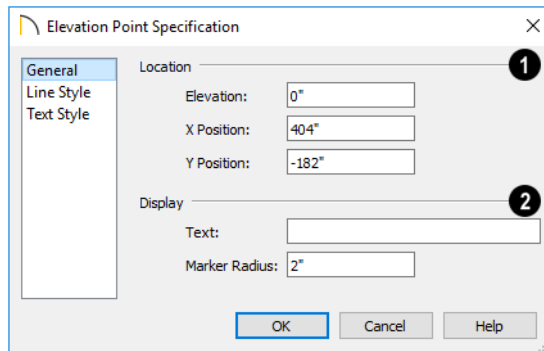 Elevation Point Specification
General
Line Style
Text Style
Location
1
Elevation: 0"
X Position: 404"
Y Position: -182"
Display
2
Text:
Marker Radius: 2"
OK Cancel Help